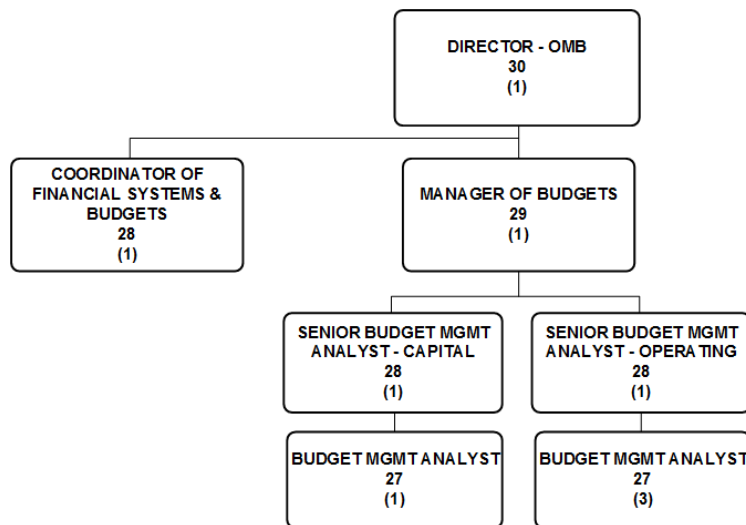 DIRECTOR - OMB
30
(1)
COORDINATOR OF
FINANCIAL SYSTEMS &
BUDGETS
28
(1)
MANAGER OF BUDGETS
29
(1)
SENIOR BUDGET MGMT
ANALYST - CAPITAL
28
(1)
SENIOR BUDGET MGMT
ANALYST - OPERATING
28
(1)
BUDGET MGMT ANALYST
27
(1)
BUDGET MGMT ANALYST
27
(3)